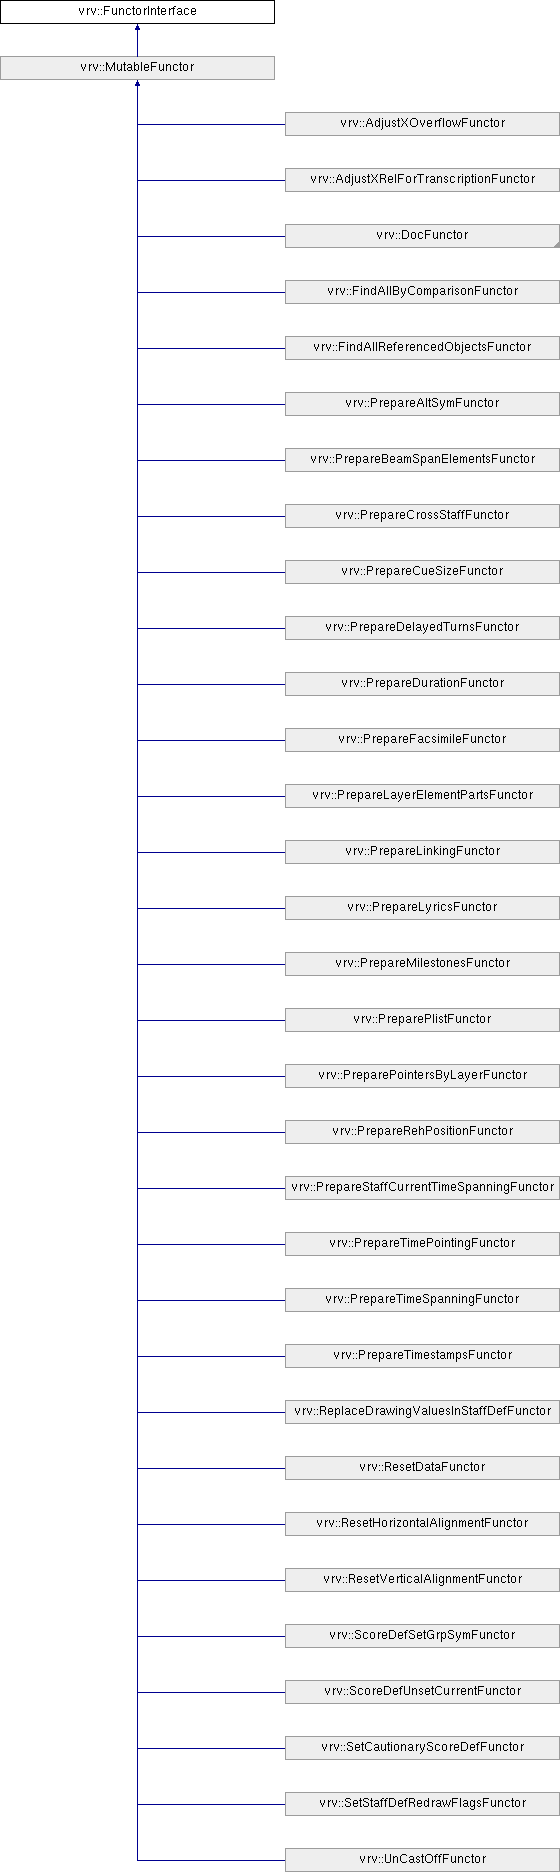 vrv::FunctorInterface
vrv::MutableFunctor
vrv::AdjustXOverflowFunctor
vrv::AdjustXRelForTranscriptionFunctor
vrv::DocFunctor
vrv::FindAllByComparisonFunctor
vrv::FindAllReferencedObjectsFunctor
vrv::PrepareAltSymFunctor
vrv::PrepareBeamSpanElementsFunctor
vrv::PrepareCrossStaffFunctor
vrv::PrepareCueSizeFunctor
vrv::PrepareDelayedTurnsFunctor
vrv::PrepareDurationFunctor
vrv::PrepareFacsimileFunctor
vrv::PrepareLayerElementPartsFunctor
vrv::PrepareLinkingFunctor
vrv::PrepareLyricsFunctor
vrv::PrepareMilestonesFunctor
vrv::PreparePlistFunctor
vrv::PreparePointersByLayerFunctor
vrv::PrepareRehPositionFunctor
vrv::PrepareStaffCurrentTimeSpanningFunctor
vrv::PrepareTimePointingFunctor
vrv::PrepareTimeSpanningFunctor
vrv::PrepareTimestampsFunctor
vrv::ReplaceDrawingValuesInStaffDefFunctor
vrv::ResetDataFunctor
vrv::ResetHorizontalAlignmentFunctor
vrv::ResetVerticalAlignmentFunctor
vrv::ScoreDefSetGrpSymFunctor
vrv::ScoreDefUnsetCurrentFunctor
vrv::SetCautionaryScoreDefFunctor
vrv::SetStaffDefRedrawFlagsFunctor
vrv::UnCastOffFunctor